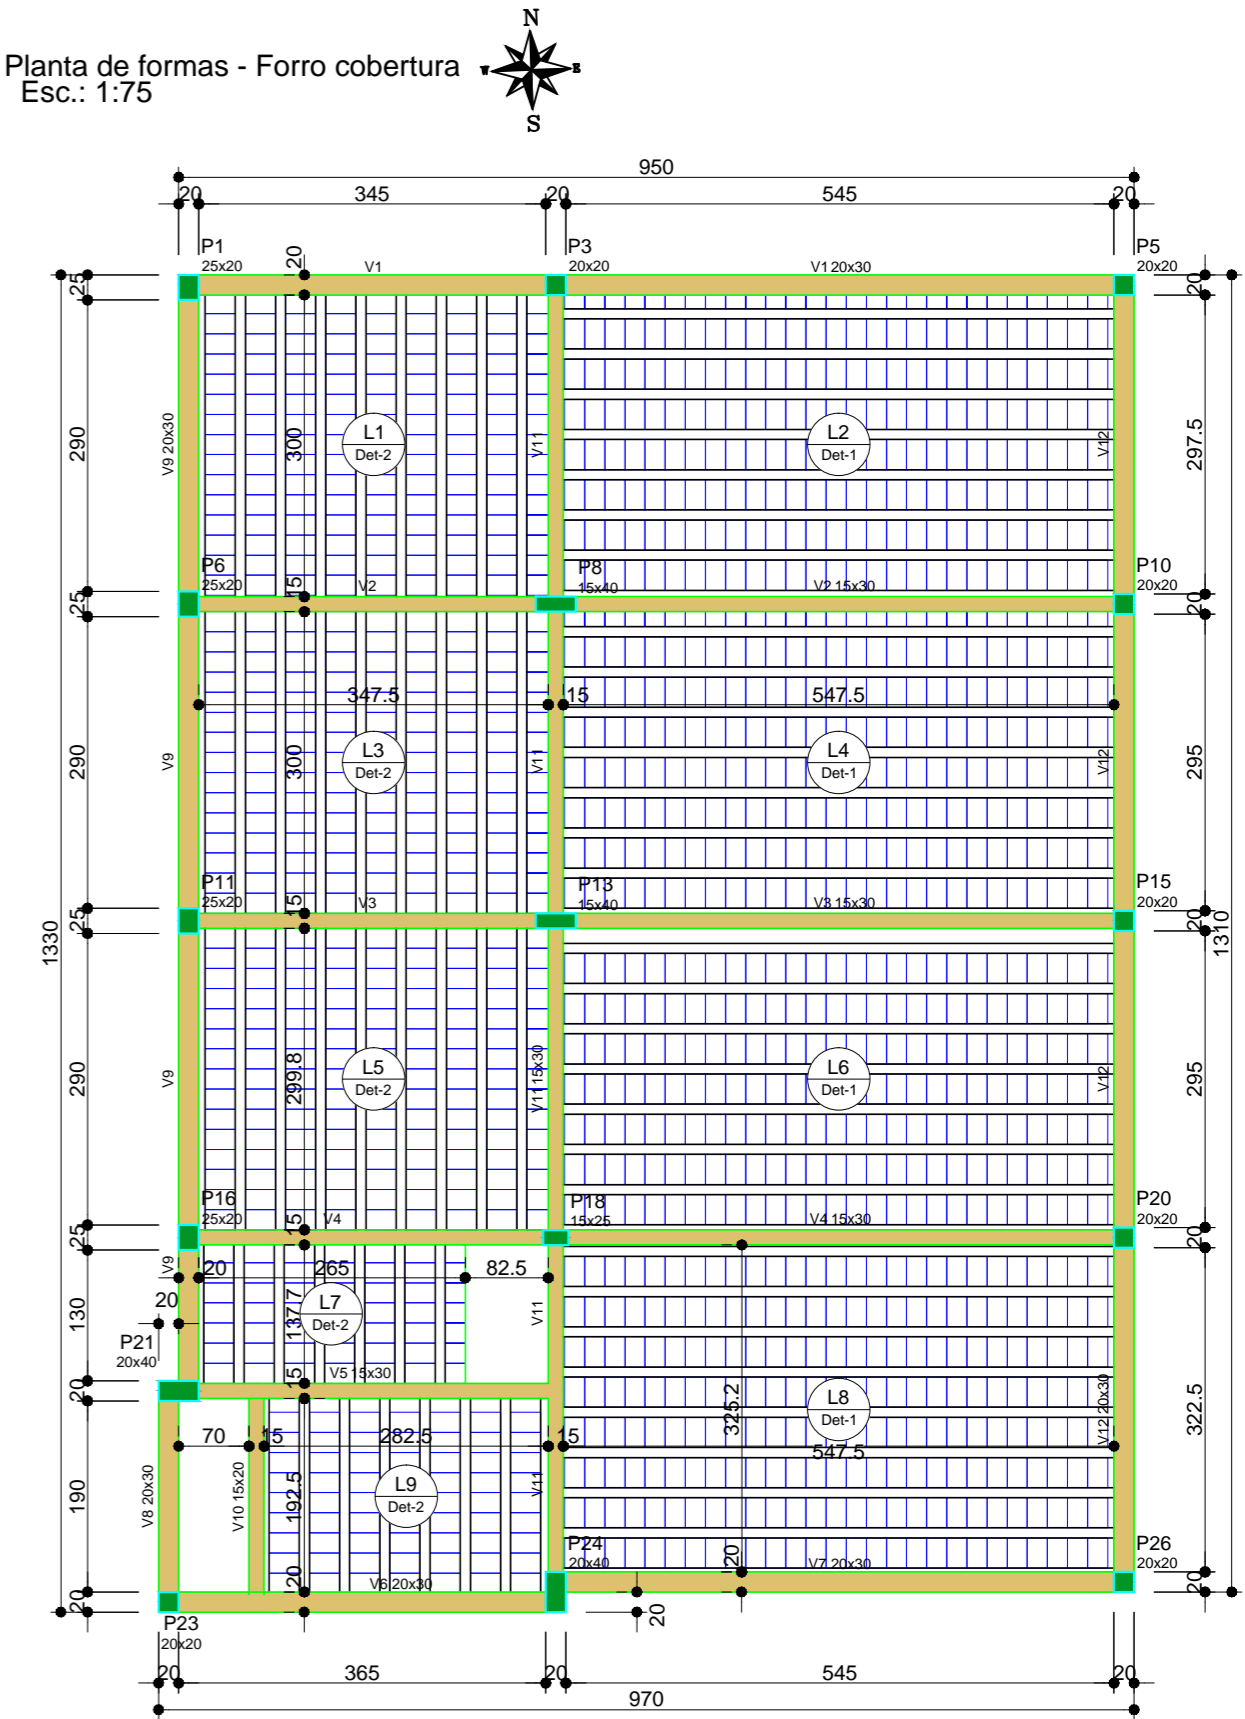 N
Planta de formas - Forro cobertura
W
E
Esc.: 1:75
S
950
20
345
20
545
20
P1
25x20
20
V1
P3
20x20
V1 20x30
P5
20x20
25
20
290
V9 20x30
300
L1
Det-2
V11
L2
Det-1
V12
297.5
P6
25x20
15
V2
P8
15x40
V2 15x30
P10
20x20
25
20
347.5
15
547.5
290
V9
300
L3
Det-2
V11
L4
Det-1
V12
295
P11
25x20
15
V3
P13
15x40
V3 15x30
P15
20x20
25
20
1330
1310
290
V9
299.8
L5
Det-2
V11 15x30
L6
Det-1
V12
295
P16
25x20
15
V4
P18
15x25
V4 15x30
P20
20x20
25
20
V9
20
265
82.5
20
130
137.7
L7
Det-2
V11
P21
20x40
15
V5 15x30
20
325.2
L8
Det-1
V12 20x30
322.5
70
15
282.5
15
547.5
190
V8 20x30
V10 15x20
192.5
L9
Det-2
V11
P24
20x40
20
V7 20x30
P26
20x20
20
20
V6 20x30
20
20
P23
20x20
20
365
20
545
20
970